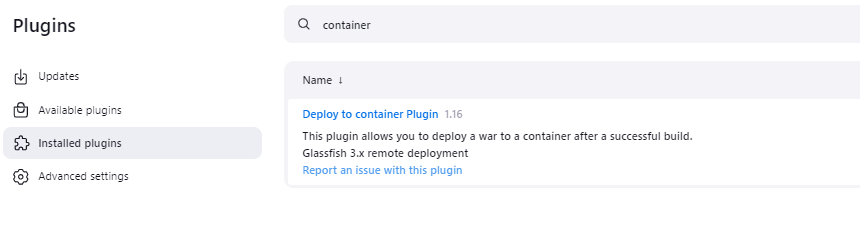 Plugins
container
Updates
Name ↓
Available plugins
Deploy to container Plugin 1.16
Installed plugins
This plugin allows you to deploy a war to a container after a successful build.
Glassfish 3.x remote deployment
Advanced settings
Report an issue with this plugin